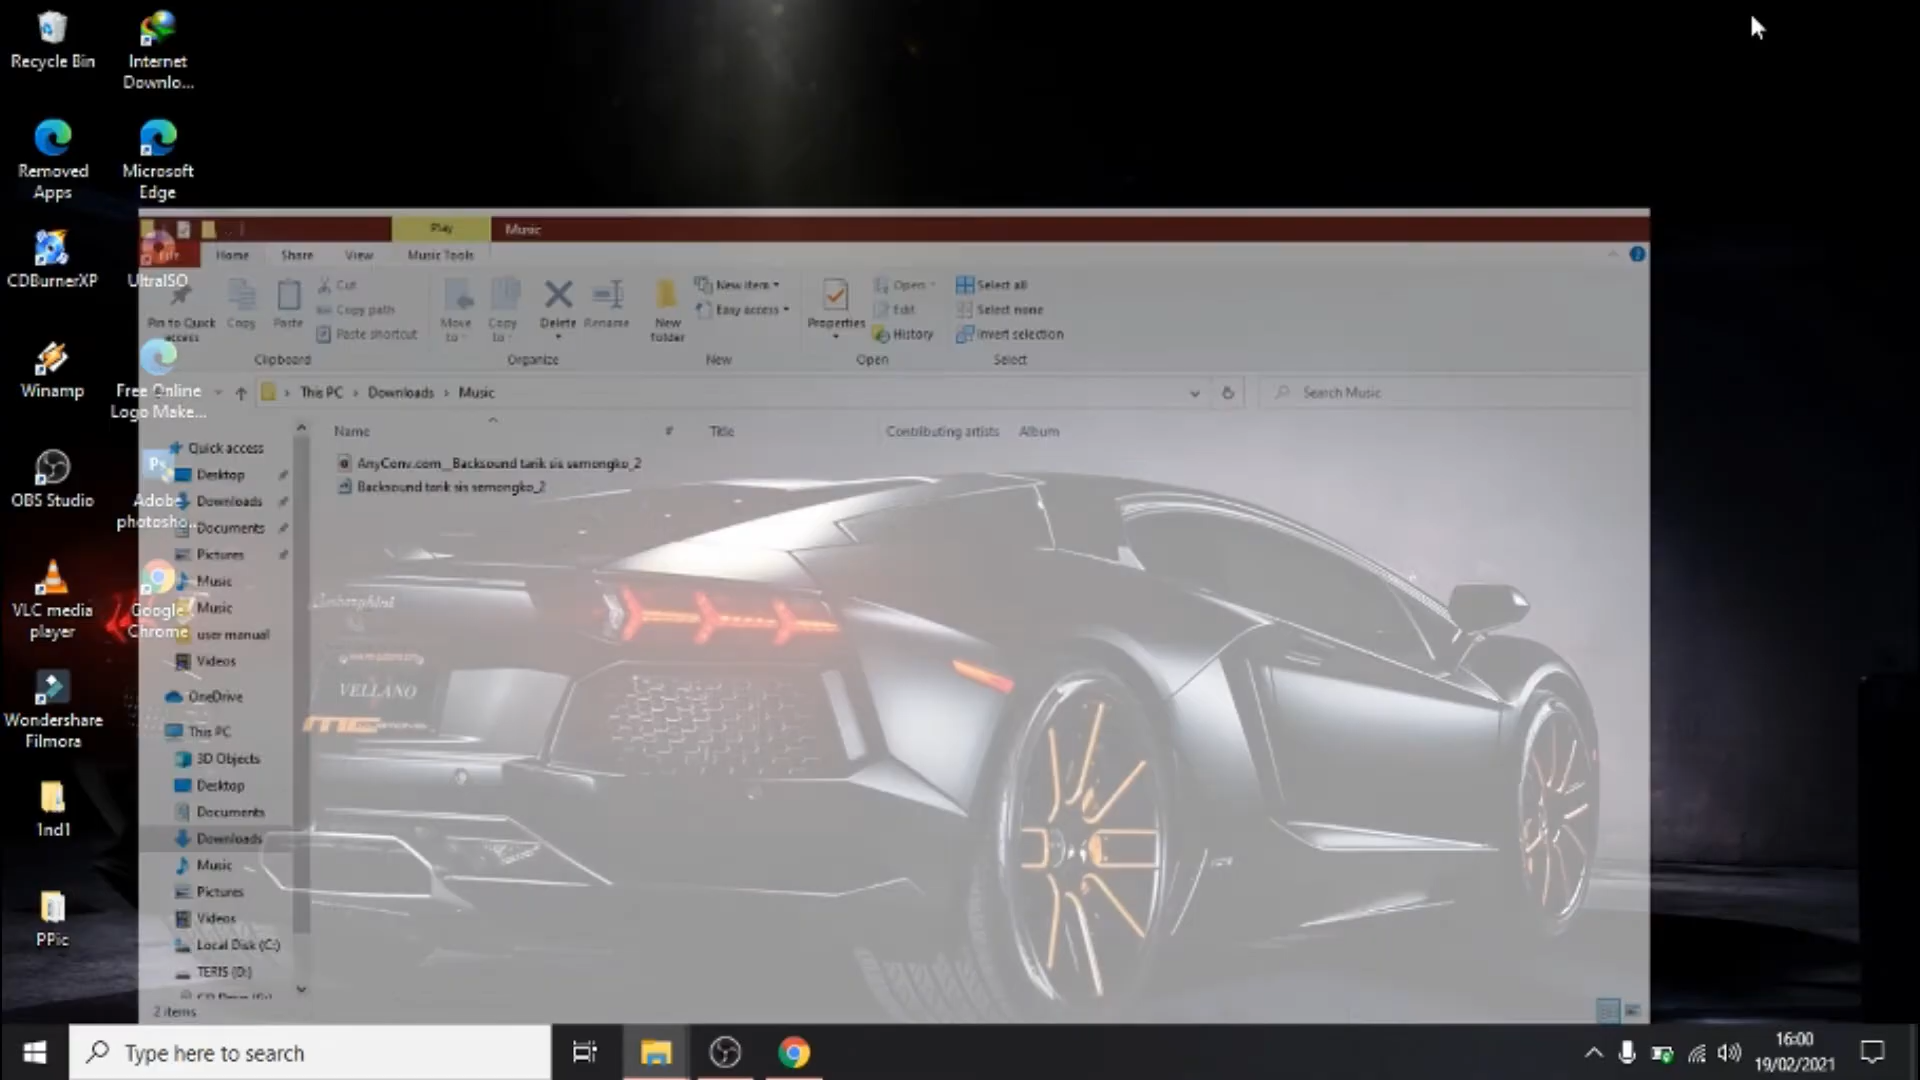 Recycle Bin
Internet
Downlo...
Removed
Apps
Microsoft
Edge
CDBurnerXP
UltraISO
Winamp
Free Online
Logo Make...
OBS Studio
Adobe
photosho...
VLC media
player
Google
Chrome
Wondershare
Filmora
1nd1
PPic
Play
Music
File
Home
Share
View
Music Tools
Pin to Quick
access
Copy
Paste
Cut
Copy path
Paste shortcut
Clipboard
Move
to
Copy
to
Delete
Rename
Organize
New
folder
New item
Easy access
New
Properties
Open
Edit
History
Open
Select all
Select none
Invert selection
Select
This PC > Downloads > Music
Search Music
Name
#
Title
Contributing artists
Album
AnyConv.com__Backsound tarik sis semongko_2
Backsound tarik sis semongko_2
Quick access
Desktop
Downloads
Documents
Pictures
Music
Music
user manual
Videos
OneDrive
This PC
3D Objects
Desktop
Documents
Downloads
Music
Pictures
Videos
Local Disk (C:)
TERIS (D:)
2 items
Lamborghini
VELLANO
Type here to search
16:00
19/02/2021